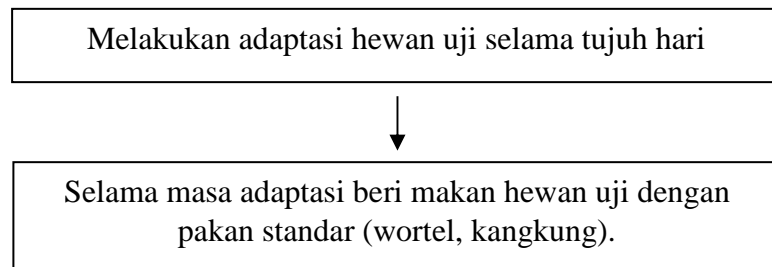 Melakukan adaptasi hewan uji selama tujuh hari
Selama masa adaptasi beri makan hewan uji dengan
pakan standar (wortel, kangkung).